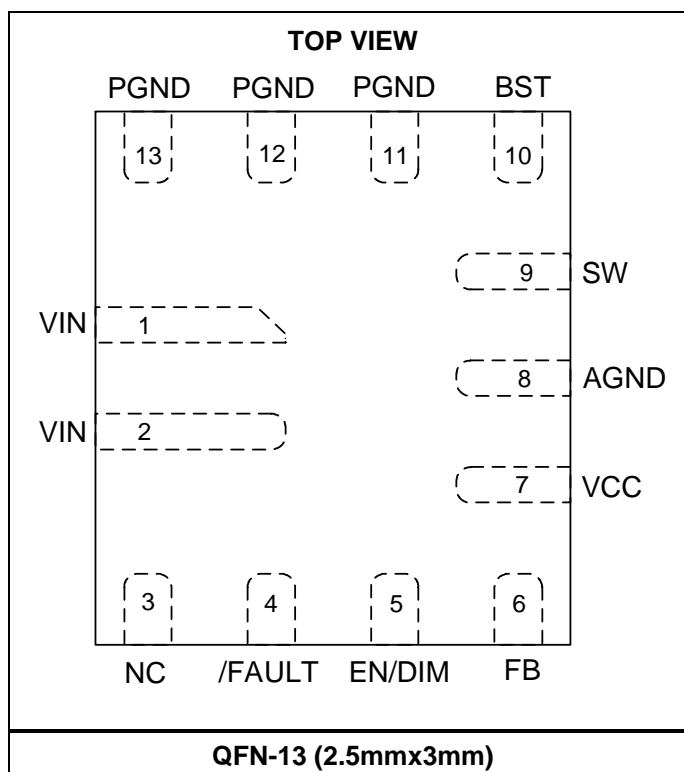 TOP VIEW
PGND PGND PGND BST
13 12 11 10
9 SW
VIN 1
8 AGND
VIN 2
7 VCC
3 4 5 6
NC /FAULT EN/DIM FB
QFN-13 (2.5mmx3mm)